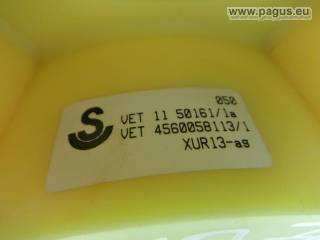 www.pagus.eu
050
S
VET 11 50161/1a
VET 4560058113/1
XUR13-ag